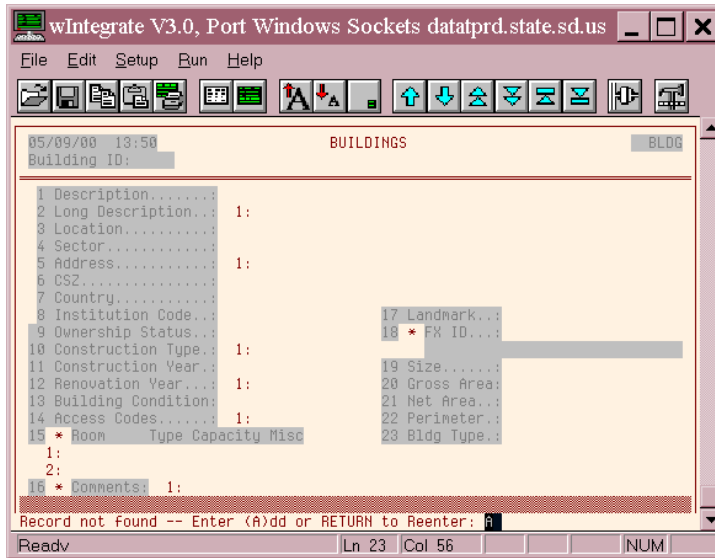 wIntegrate V3.0, Port Windows Sockets datatprd.state.sd.us
File Edit Setup Run Help
05/09/00 13:50 BUILDINGS BLDG
Building ID:
1 Description.......:
2 Long Description..: 1:
3 Location..........:
4 Sector............:
5 Address...........: 1:
6 CSZ...............:
7 Country...........:
8 Institution Code..: 17 Landmark..:
9 Ownership Status..: 18 * FX ID...:
10 Construction Type.: 1:
11 Construction Year.: 19 Size......:
12 Renovation Year...: 1: 20 Gross Area:
13 Building Condition: 21 Net Area..:
14 Access Codes......: 1: 22 Perimeter.:
15 * Room Type Capacity Misc 23 Bldg Type.:
1:
2:
16 * Comments: 1:
Record not found -- Enter (A)dd or RETURN to Reenter: A
Ready Ln 23 Col 56 NUM